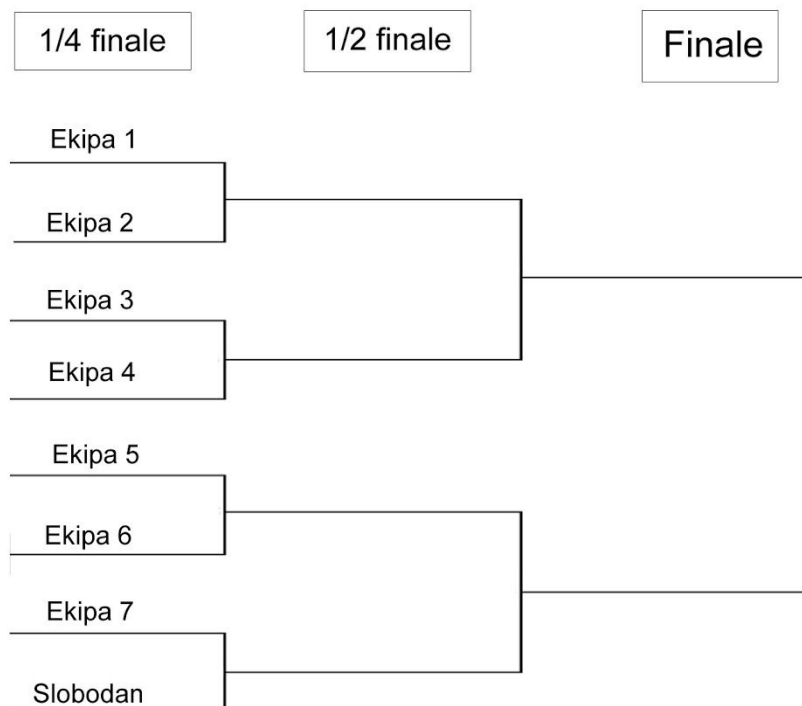 1/4 finale
1/2 finale
Finale
Ekipa 1
Ekipa 2
Ekipa 3
Ekipa 4
Ekipa 5
Ekipa 6
Ekipa 7
Slobodan